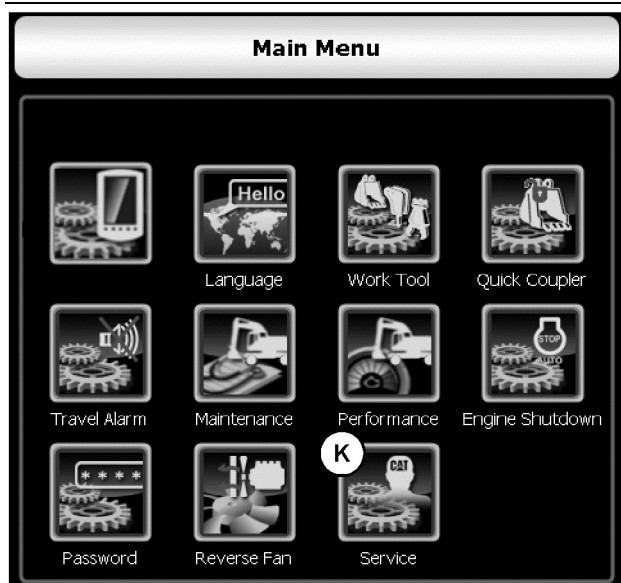 Main Menu
Hello
Language
Work Tool
Quick Coupler
STOP
AUTO
Travel Alarm
Maintenance
Performance
Engine Shutdown
K
* * * *
CAT
Password
Reverse Fan
Service